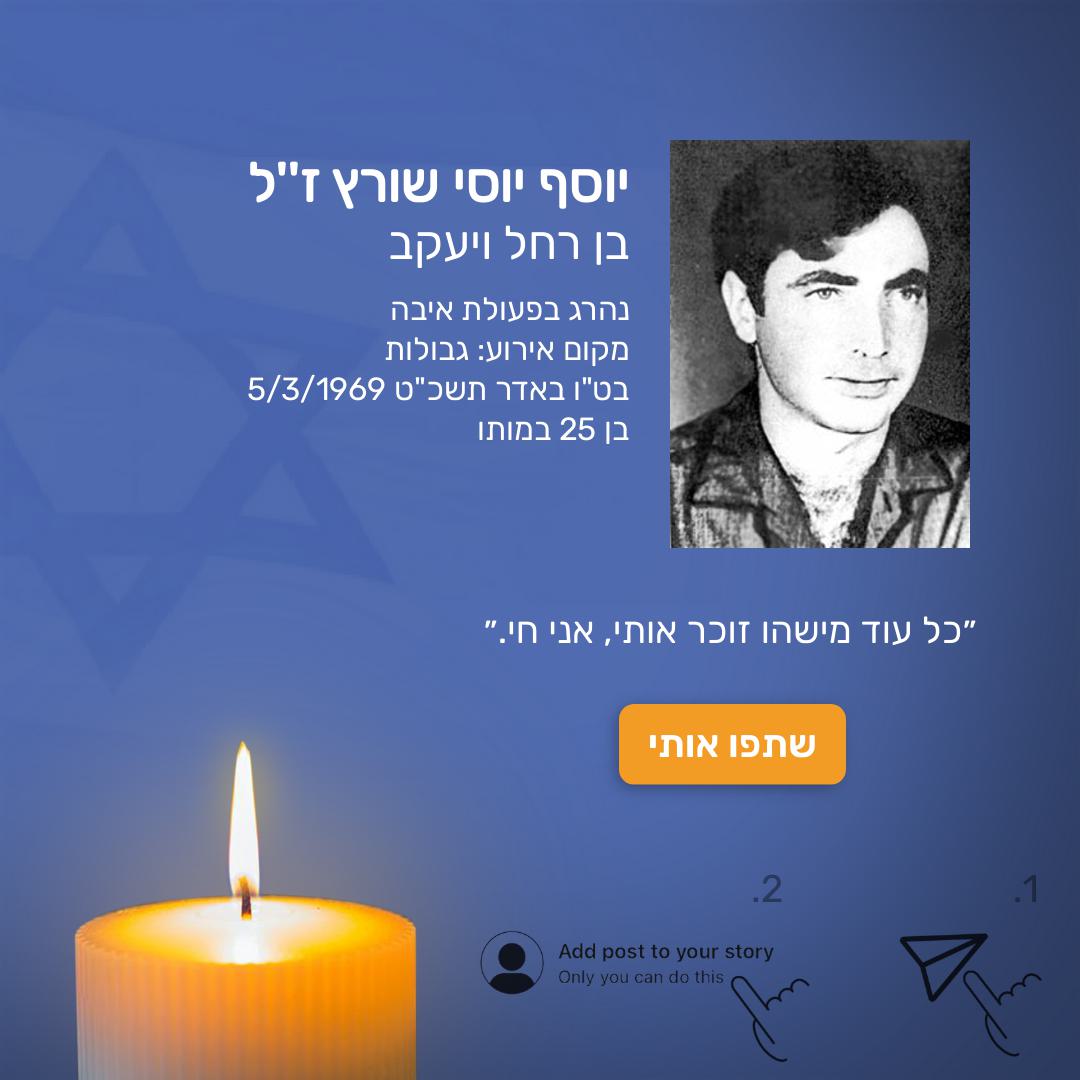 יוסף יוסי שורץ ז"ל
בן רחל ויעקב
נהרג בפעולת איבה
מקום אירוע: גבולות
בט"ו באדר תשכ"ט 5/3/1969
בן 25 במותו
״כל עוד מישהו זוכר אותי, אני חי.״
שתפו אותי
1.
2.
Add post to your story
Only you can do this